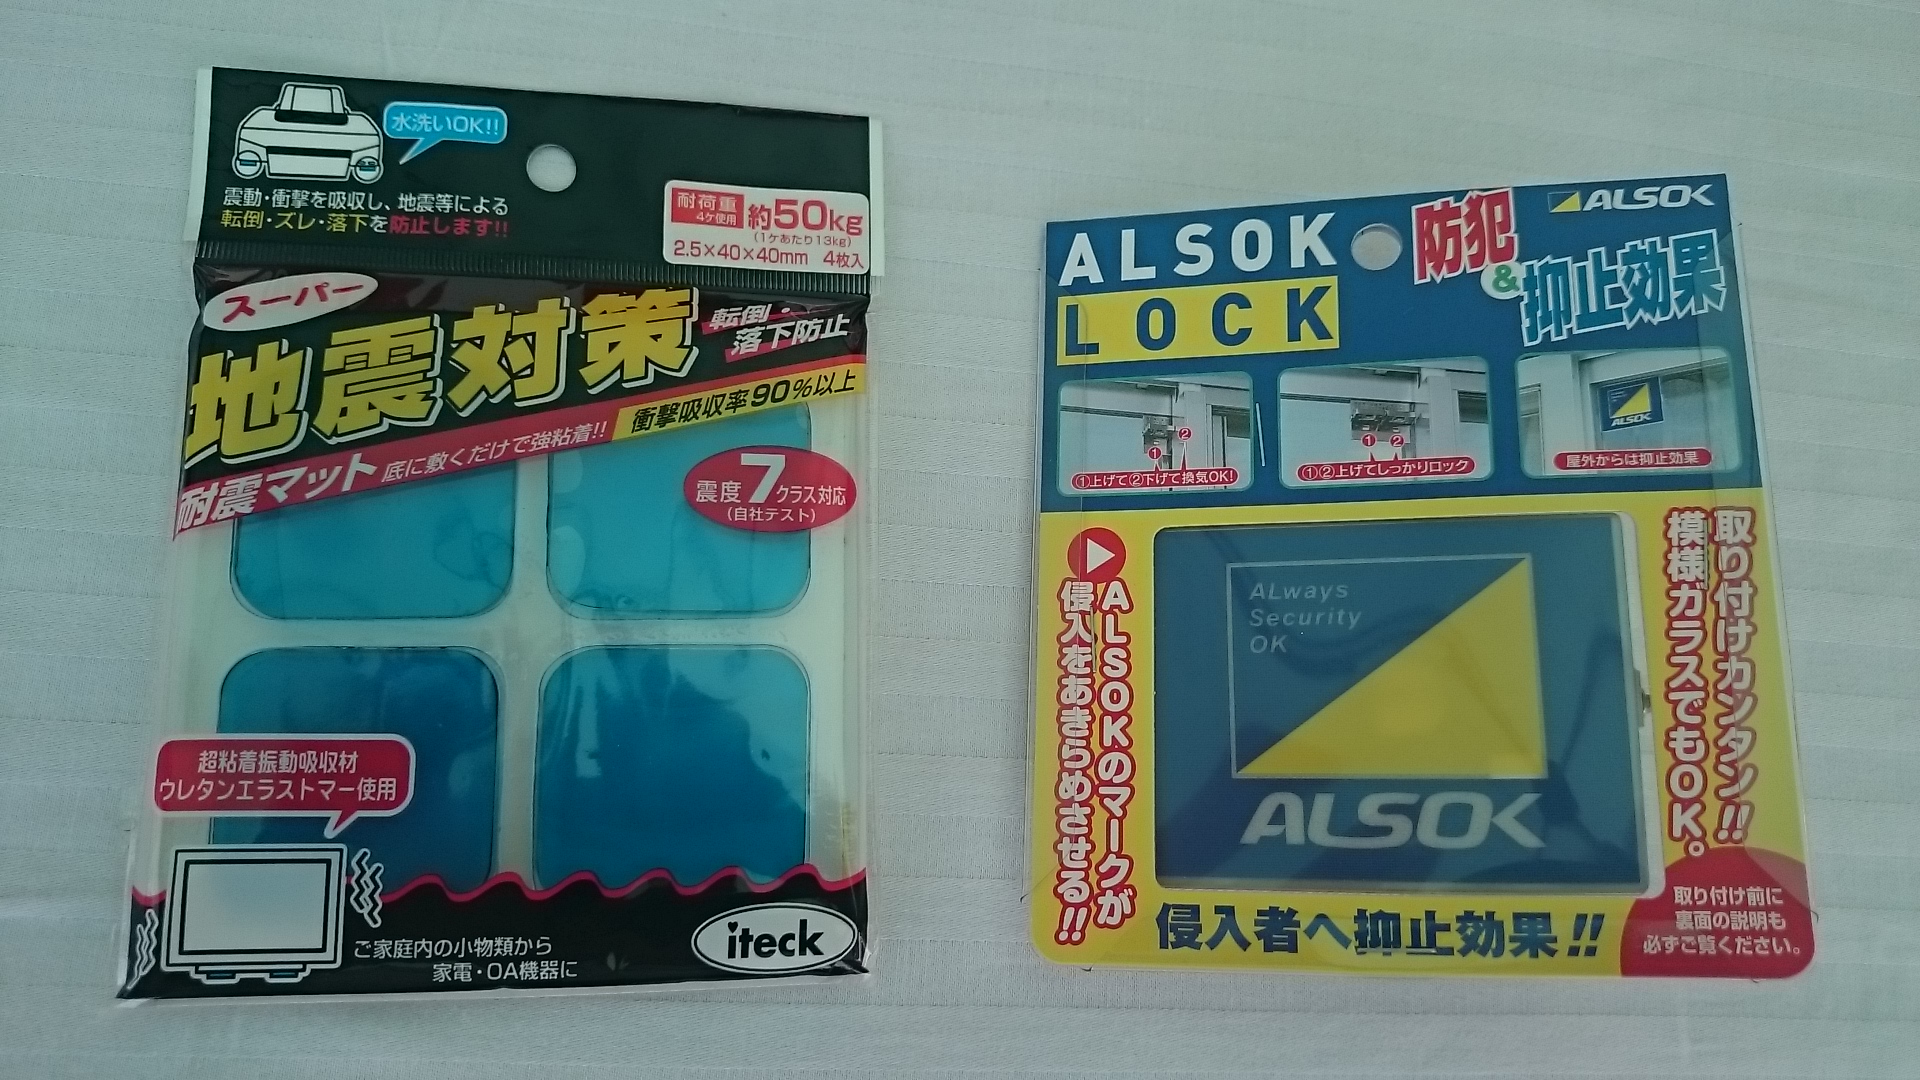 水洗いOK!!
震動・衝撃を吸収し、地震等による
転倒・ズレ・落下を防止します!!
耐荷重
4ケ使用
約50kg
(1ケあたり13kg)
2.5×40×40mm 4枚入
スーパー
地震対策
転倒・
落下防止
衝撃吸収率90%以上
耐震マット 底に敷くだけで強粘着!!
震度7クラス対応
(自社テスト)
超粘着振動吸収材
ウレタンエラストマー使用
ご家庭内の小物類から
家電・OA機器に
iteck
ALSOK
LOCK
防犯
&
抑止効果
ALSOK
① ②
①上げて②下げて換気OK!
① ②
①②上げてしっかりロック
ALSOK
屋外からは抑止効果
ALSOKのマークが
侵入をあきらめさせる!!
ALways
Security
OK
ALSOK
取り付けカンタン!!
模様ガラスでもOK。
侵入者へ抑止効果!!
取り付け前に
裏面の説明も
必ずご覧ください。